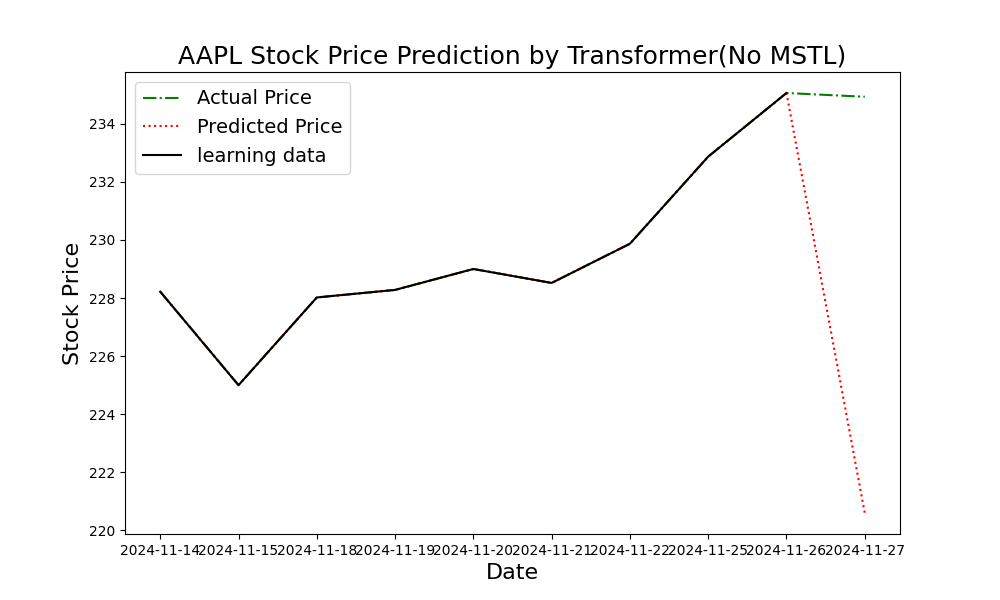 AAPL Stock Price Prediction by Transformer(No MSTL)
Actual Price
Predicted Price
learning data
Stock Price
234
232
230
228
226
224
222
220
2024-11-14 2024-11-15 2024-11-18 2024-11-19 2024-11-20 2024-11-21 2024-11-22 2024-11-25 2024-11-26 2024-11-27
Date